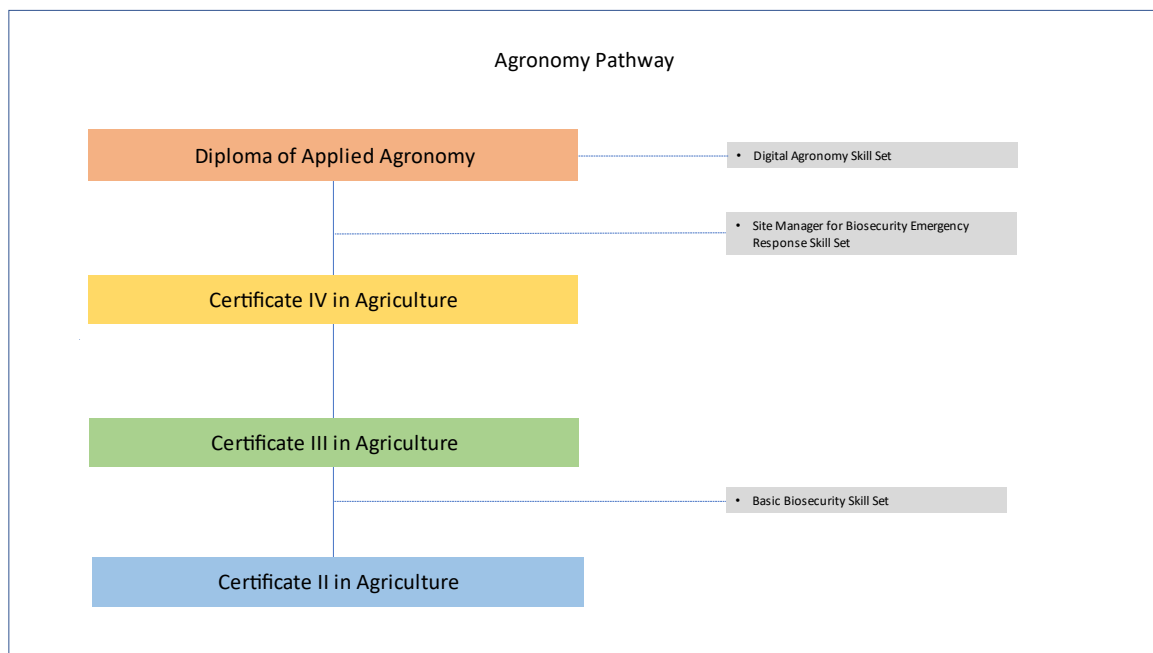 Agronomy Pathway
Diploma of Applied Agronomy
• Digital Agronomy Skill Set
• Site Manager for Biosecurity Emergency
Response Skill Set
Certificate IV in Agriculture
Certificate III in Agriculture
• Basic Biosecurity Skill Set
Certificate II in Agriculture